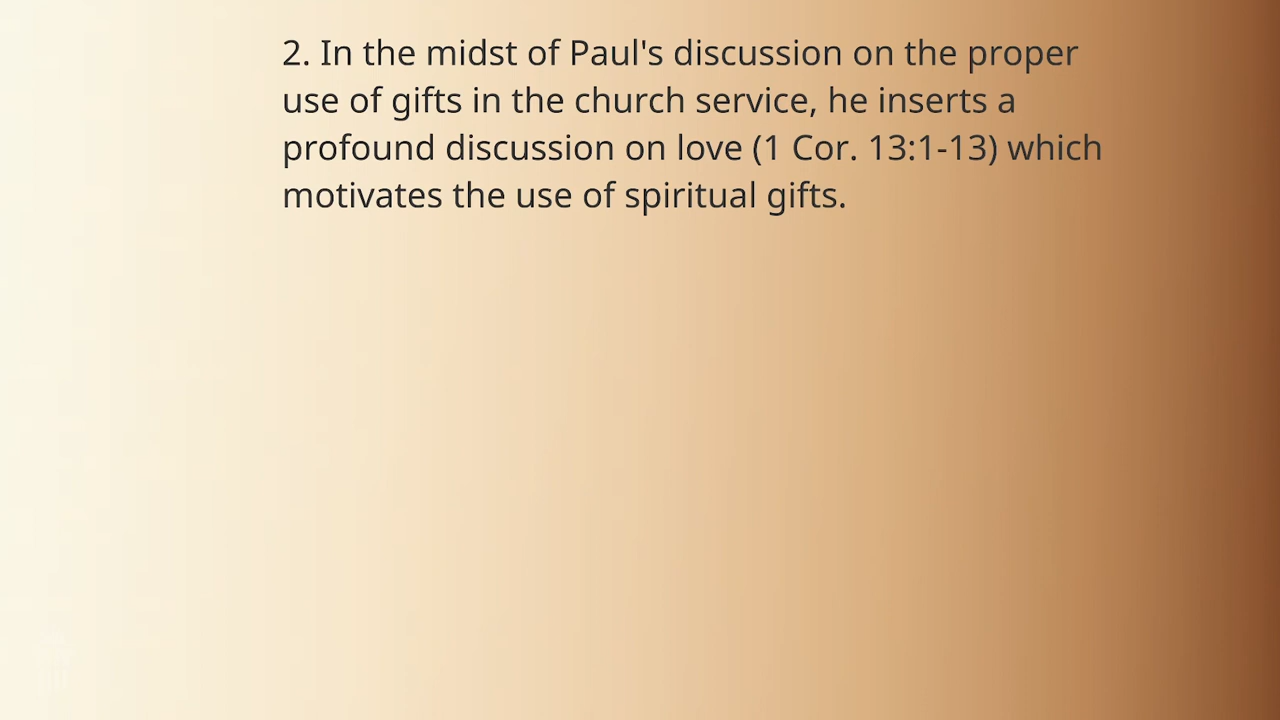 2. In the midst of Paul's discussion on the proper
use of gifts in the church service, he inserts a
profound discussion on love (1 Cor. 13:1-13) which
motivates the use of spiritual gifts.